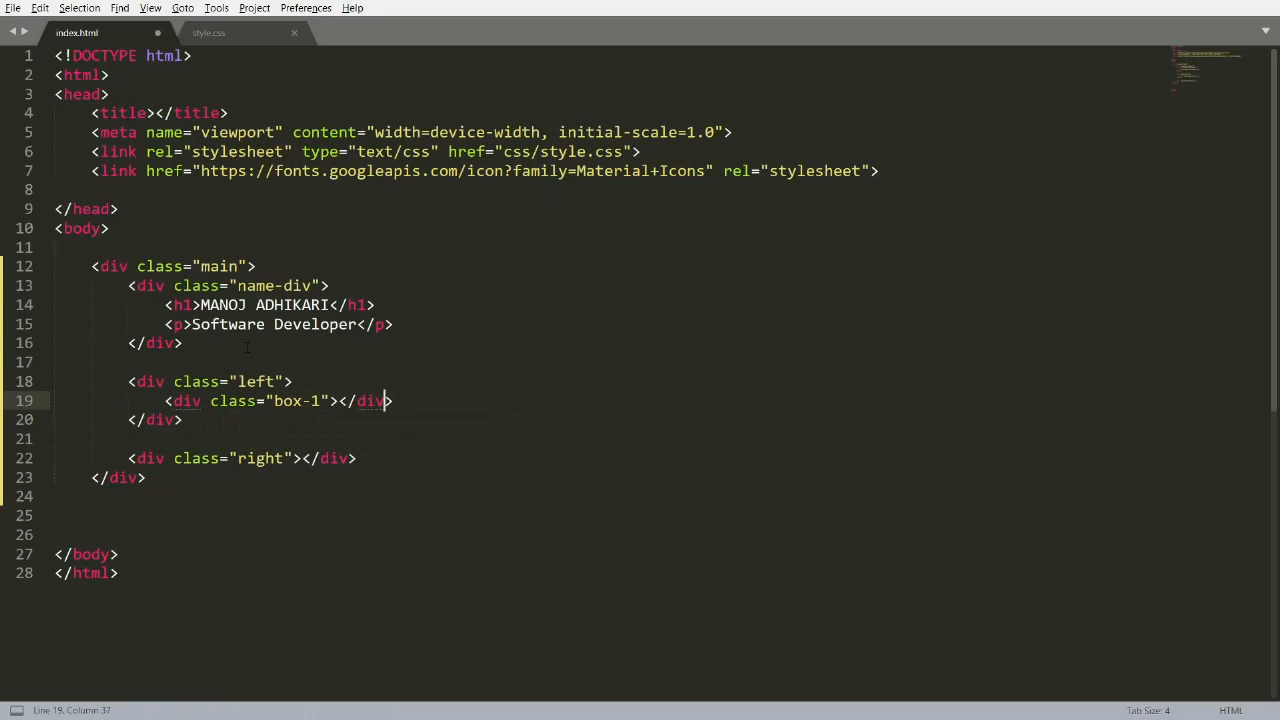 File Edit Selection Find View Goto Tools Project Preferences Help
index.html style.css
1 <!DOCTYPE html>
2 <html>
3 <head>
4 <title></title>
5 <meta name="viewport" content="width=device-width, initial-scale=1.0">
6 <link rel="stylesheet" type="text/css" href="css/style.css">
7 <link href="https://fonts.googleapis.com/icon?family=Material+Icons" rel="stylesheet">
8
9 </head>
10 <body>
11
12 <div class="main">
13 <div class="name-div">
14 <h1>MANOJ ADHIKARI</h1>
15 <p>Software Developer</p>
16 </div>
17
18 <div class="left">
19 <div class="box-1"></div>
20 </div>
21
22 <div class="right"></div>
23 </div>
24
25
26
27 </body>
28 </html>
Line 19, Column 37 Tab Size: 4 HTML